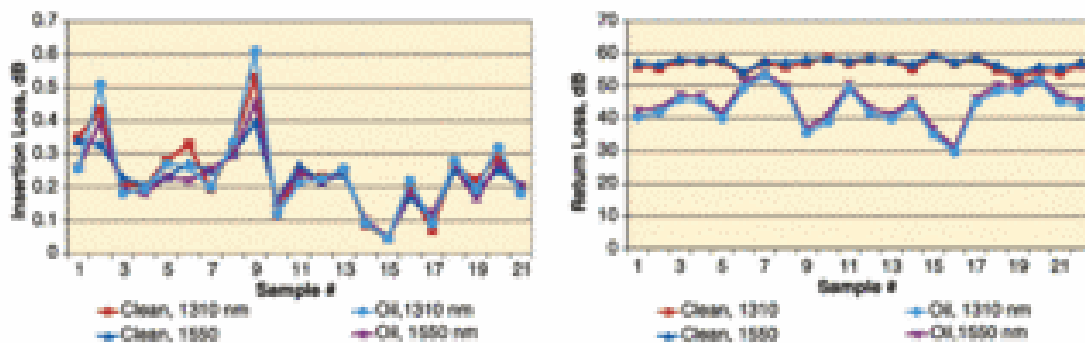 0.7
0.6
0.5
0.4
0.3
0.2
0.1
0
Insertion Loss, dB
1 3 5 7 9 11 13 15 17 19 21
Sample #
Clean, 1310 nm
Oil,1310 nm
Clean, 1550
Oil, 1550 nm
70
60
50
40
30
20
10
00
Return Loss, dB
1 3 5 7 9 11 13 15 17 19 21
Sample #
Clean, 1310
Oil, 1310 nm
Clean, 1550
Oil,1550 nm